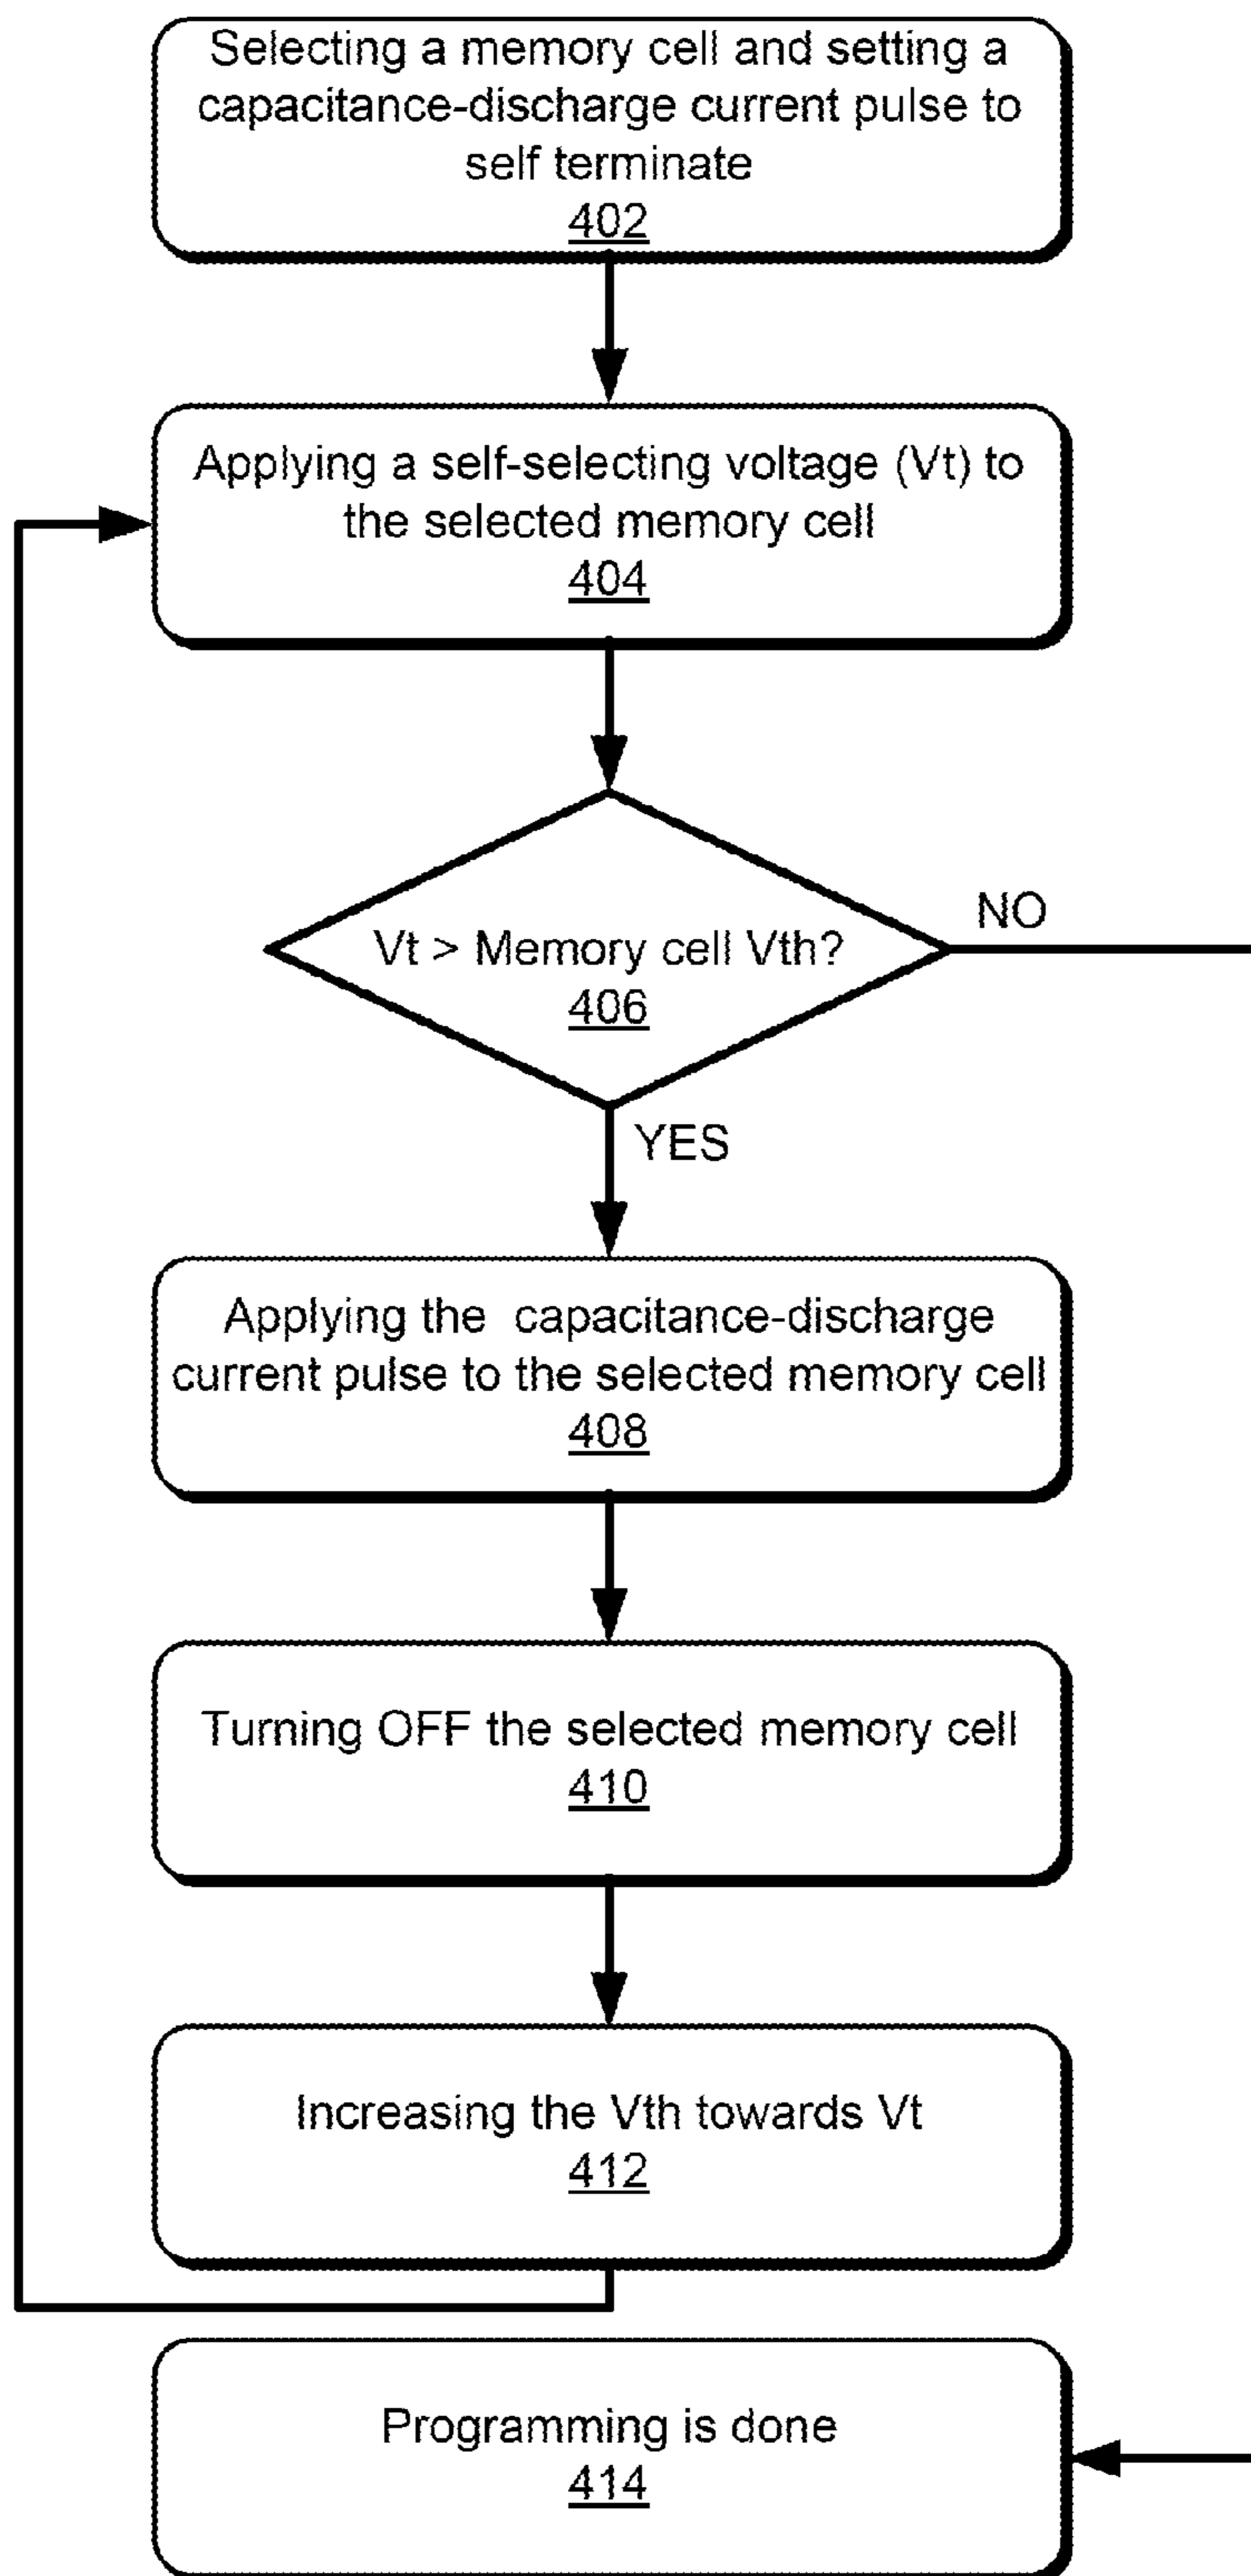 Selecting a memory cell and setting a
capacitance-discharge current pulse to
self terminate
402
Applying a self-selecting voltage (Vt) to
the selected memory cell
404
Vt > Memory cell Vth?
406
NO
YES
Applying the capacitance-discharge
current pulse to the selected memory cell
408
Turning OFF the selected memory cell
410
Increasing the Vth towards Vt
412
Programming is done
414